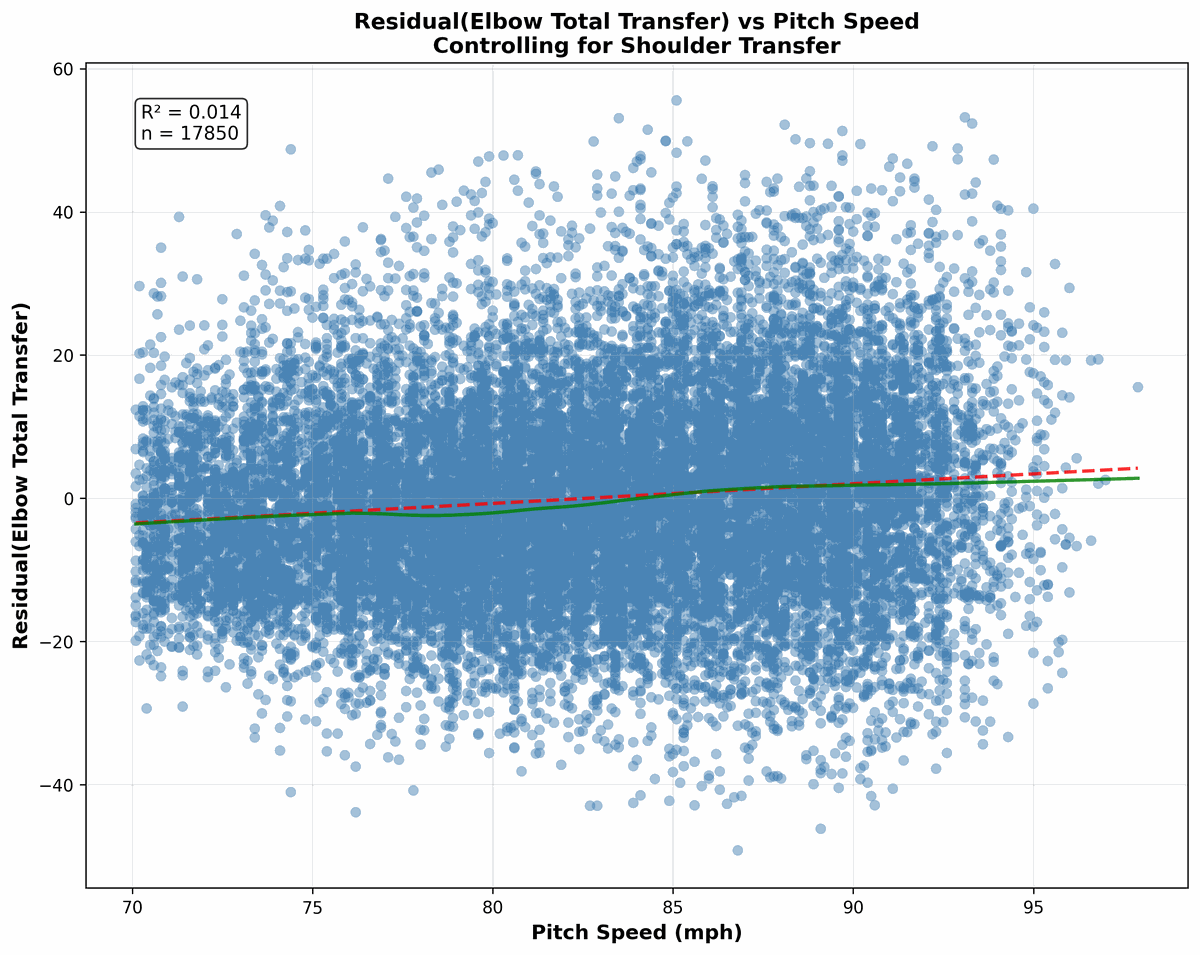 Residual(Elbow Total Transfer) vs Pitch Speed
Controlling for Shoulder Transfer
R² = 0.014
n = 17850
60
40
20
0
−20
−40
Residual(Elbow Total Transfer)
70
75
80
85
90
95
Pitch Speed (mph)